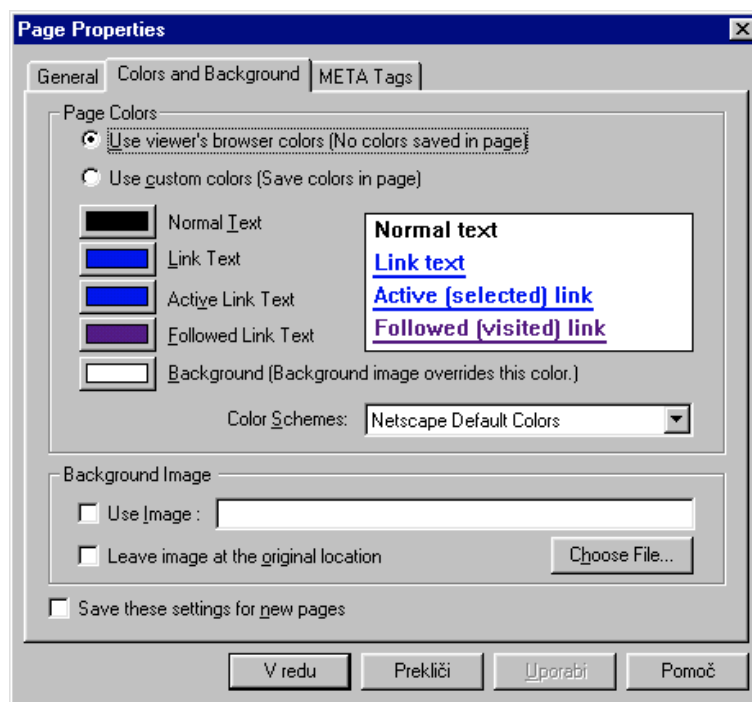 Page Properties
General Colors and Background META Tags
Page Colors
Use viewer's browser colors (No colors saved in page)
Use custom colors (Save colors in page)
Normal Text
Link Text
Active Link Text
Followed Link Text
Background (Background image overrides this color.)
Normal text
Link text
Active (selected) link
Followed (visited) link
Color Schemes: Netscape Default Colors
Background Image
Use Image :
Leave image at the original location
Choose File...
Save these settings for new pages
V redu Prekliči Uporabi Pomoč